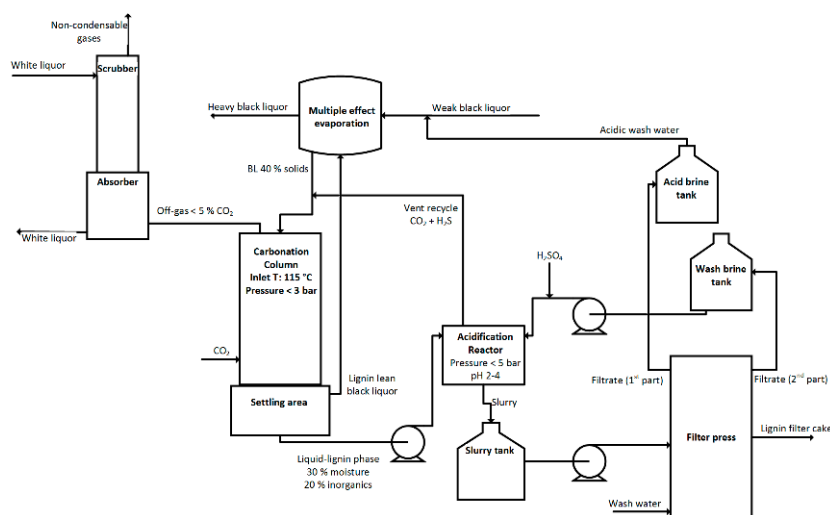 Non-condensable
gases
White liquor
Scrubber
Absorber
White liquor
Off-gas < 5 % CO₂
Heavy black liquor
Multiple effect
evaporation
Weak black liquor
Acidic wash water
BL 40 % solids
Vent recycle
CO₂ + H₂S
Acid brine
tank
Carbonation
Column
Inlet T: 115 °C
Pressure < 3 bar
H₂SO₄
Wash brine
tank
Acidification
Reactor
Pressure < 5 bar
pH 2-4
CO₂
Lignin lean
black liquor
Filtrate (1st part)
Filtrate (2nd part)
Settling area
Slurry
Liquid-lignin phase
30 % moisture
20 % inorganics
Slurry tank
Filter press
Lignin filter cake
Wash water